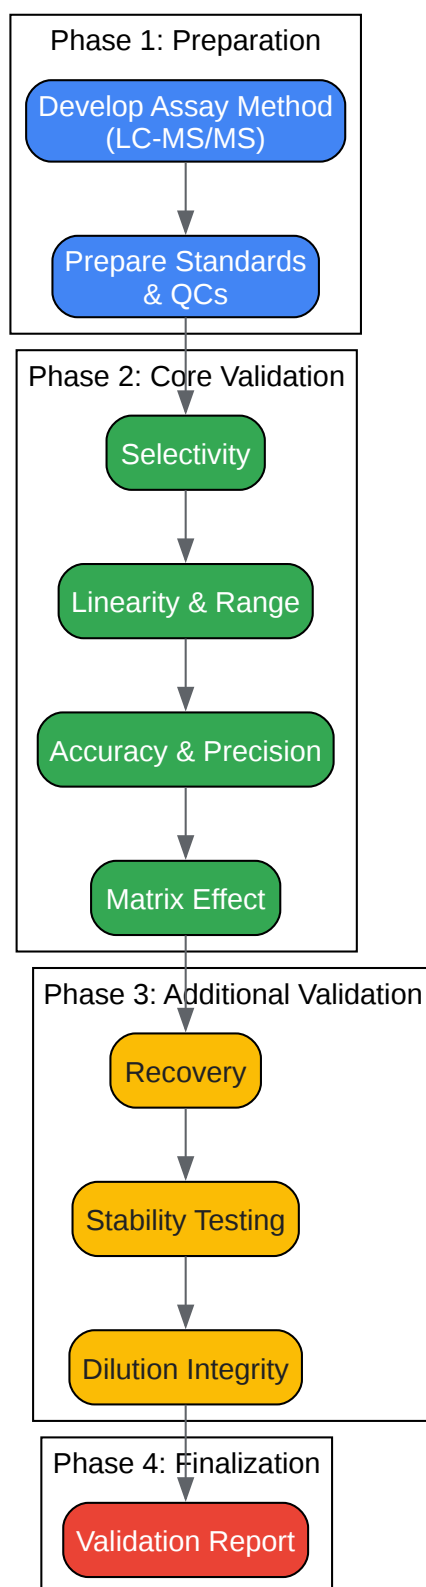 Phase 1: Preparation
Develop Assay Method
(LC-MS/MS)
Prepare Standards
& QCs
Phase 2: Core Validation
Selectivity
Linearity & Range
Accuracy & Precision
Matrix Effect
Phase 3: Additional Validation
Recovery
Stability Testing
Dilution Integrity
Phase 4: Finalization
Validation Report